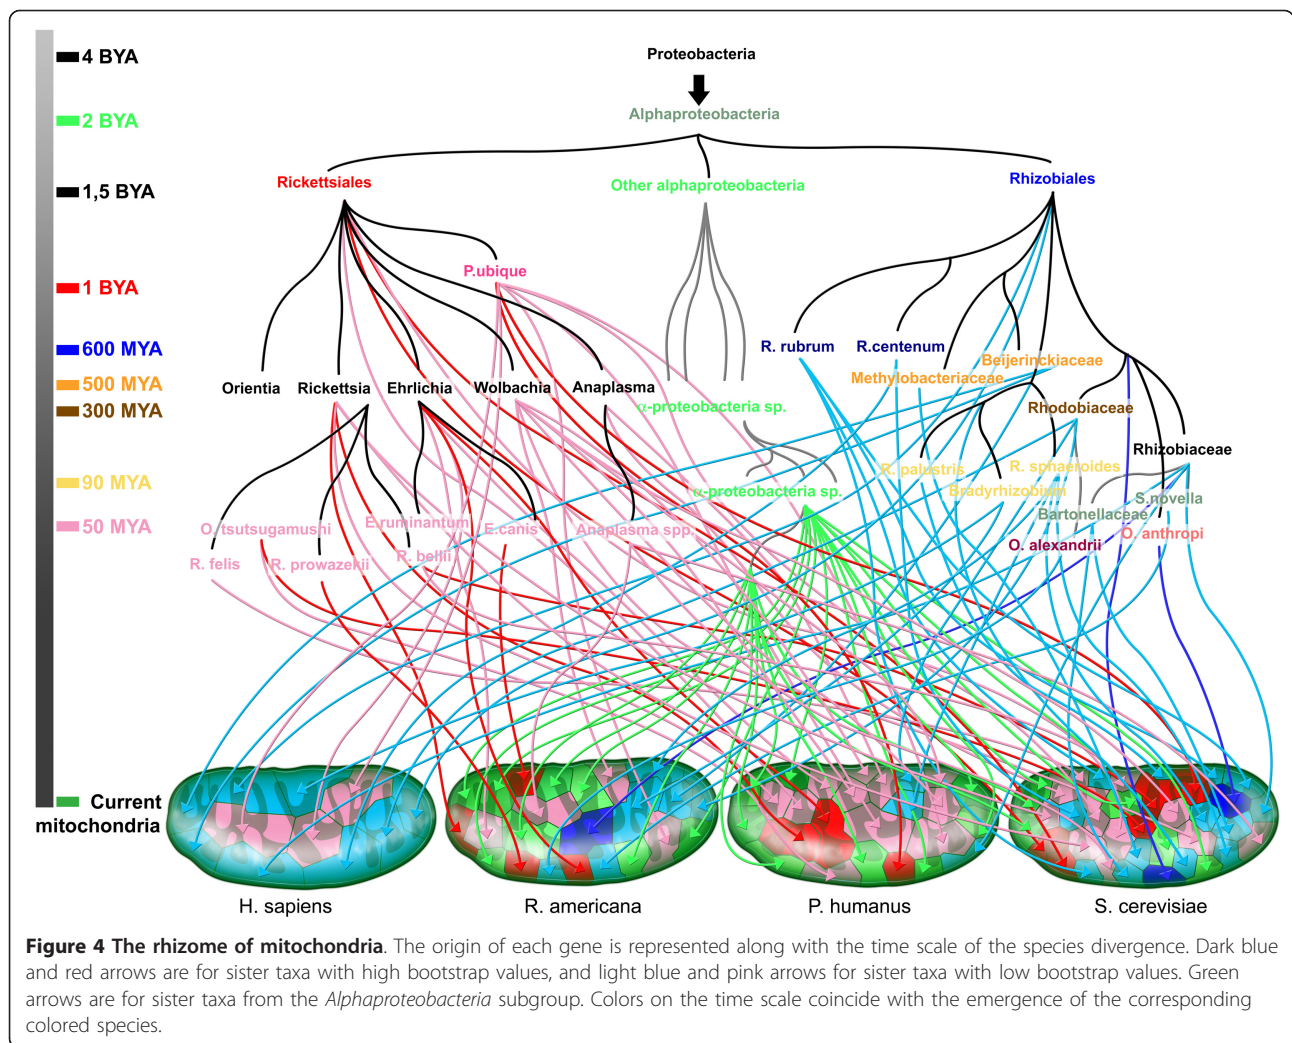 4 BYA
Proteobacteria
2 BYA
Alphaproteobacteria
Rickettsiales
Other alphaproteobacteria
Rhizobiales
1,5 BYA
P.ubique
1 BYA
600 MYA
R. rubrum
R.centenum
Beijerinckiaceae
500 MYA
Methylobacteriaceae
Orientia
Rickettsia
Ehrlichia
Wolbachia
Anaplasma
300 MYA
α-proteobacteria sp.
Rhodobiaceae
Rhizobiaceae
R. palustris
R. sphaeroides
90 MYA
α-proteobacteria sp.
Bradyrhizobium
S.novella
Bartonellaceae
50 MYA
O. tsutsugamushi
E.ruminantum
E.canis
Anaplasma spp.
O. anthropi
O. alexandrii
R. felis
R. prowazekii
R. bellii
Current
mitochondria
H. sapiens
R. americana
P. humanus
S. cerevisiae
Figure 4 The rhizome of mitochondria. The origin of each gene is represented along with the time scale of the species divergence. Dark blue
and red arrows are for sister taxa with high bootstrap values, and light blue and pink arrows for sister taxa with low bootstrap values. Green
arrows are for sister taxa from the Alphaproteobacteria subgroup. Colors on the time scale coincide with the emergence of the corresponding
colored species.